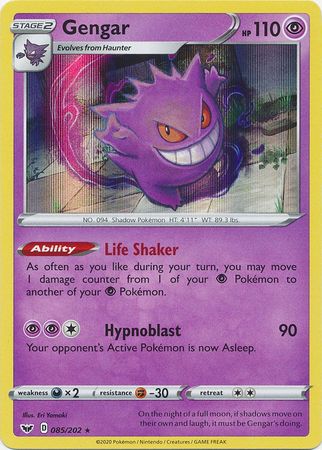 STAGE2
Gengar
HP 110
Evolves from Haunter
NO. 094 Shadow Pokémon HT: 4'11" WT: 89.3 lbs.
Ability Life Shaker
As often as you like during your turn, you may move
1 damage counter from 1 of your Pokémon to
another of your Pokémon.
Hypnoblast 90
Your opponent's Active Pokémon is now Asleep.
weakness ×2 resistance -30 retreat
Illus. Eri Yamaki
D 085/202 ★
On the night of a full moon, if shadows move on
their own and laugh, it must be Gengar's doing.
©2020 Pokémon / Nintendo / Creatures / GAME FREAK